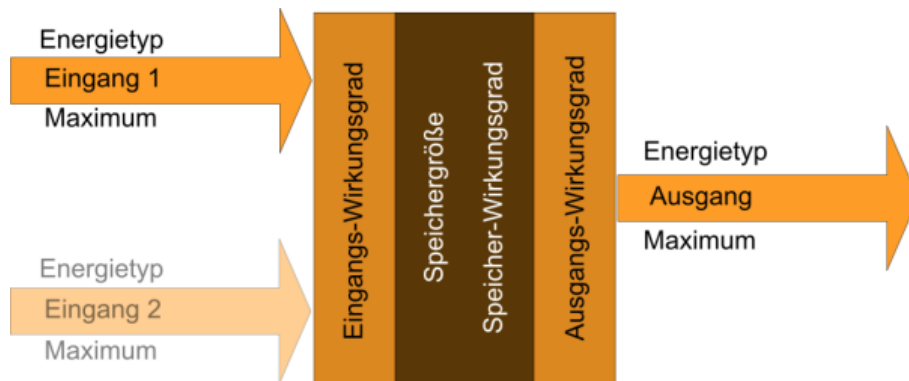 Energietyp
Eingang 1
Maximum
Energietyp
Eingang 2
Maximum
Eingangs-Wirkungsgrad
Speichergröße
Speicher-Wirkungsgrad
Ausgangs-Wirkungsgrad
Energietyp
Ausgang
Maximum